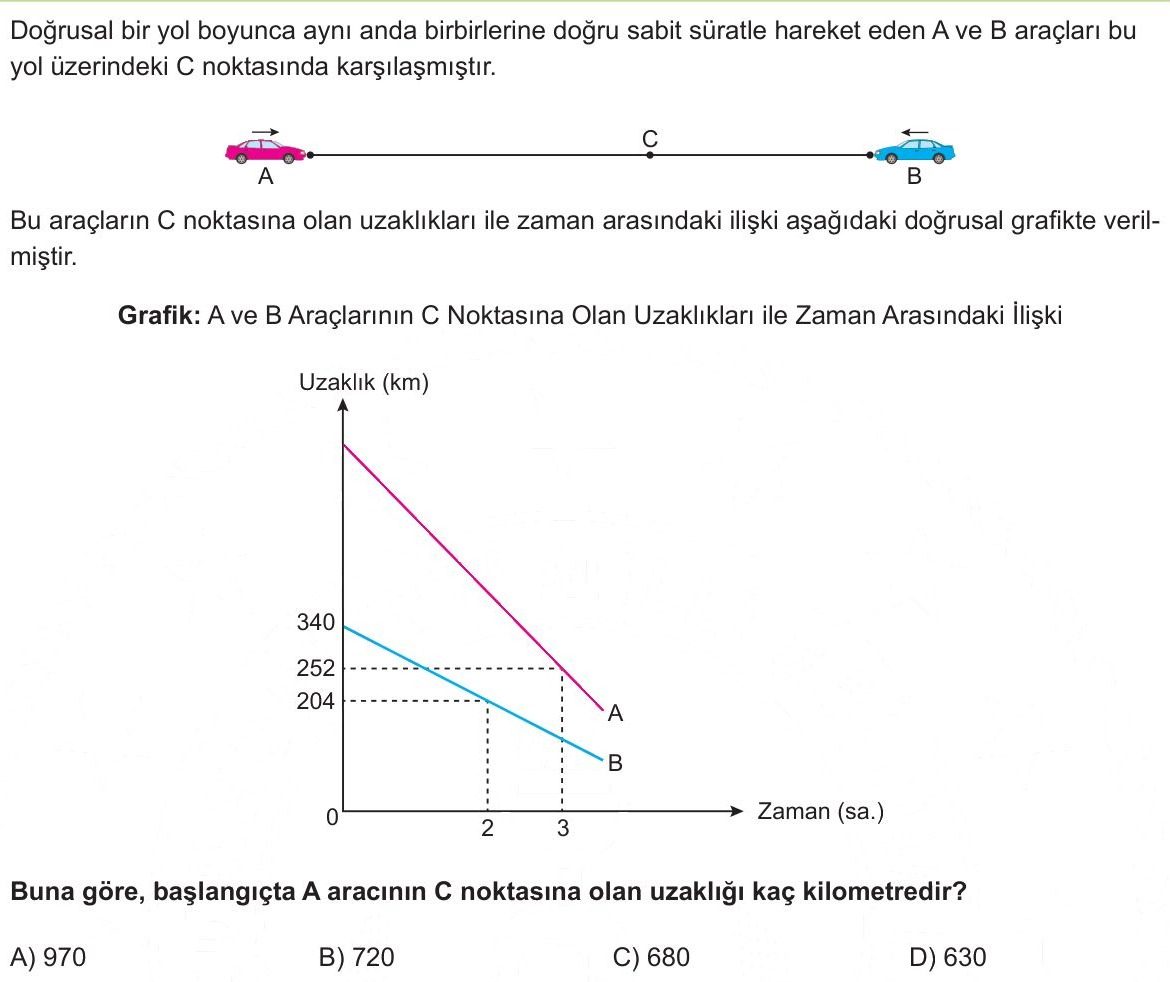 Doğrusal bir yol boyunca aynı anda birbirlerine doğru sabit süratle hareket eden A ve B araçları bu
yol üzerindeki C noktasında karşılaşmıştır.
C
A
B
Bu araçların C noktasına olan uzaklıkları ile zaman arasındaki ilişki aşağıdaki doğrusal grafikte veril-
miştir.
Grafik: A ve B Araçlarının C Noktasına Olan Uzaklıkları ile Zaman Arasındaki İlişki
Uzaklık (km)
340
252
204
A
B
0
2
3
Zaman (sa.)
Buna göre, başlangıçta A aracının C noktasına olan uzaklığı kaç kilometredir?
A) 970 B) 720 C) 680 D) 630